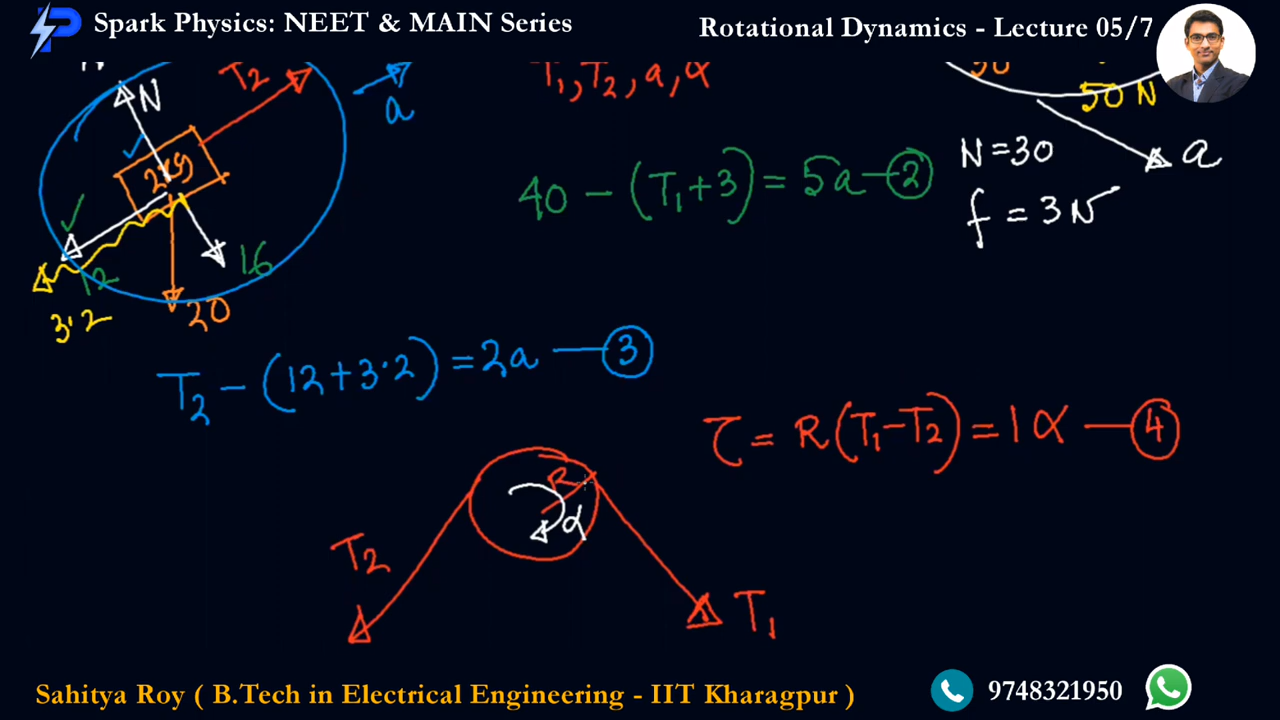 Spark Physics: NEET & MAIN Series
Rotational Dynamics - Lecture 05/7
T₂
a
N
2kg
12
3.2
16
20
T₁, T₂, a, α
50 N
N = 30
f = 3N
a
40 - (T₁ + 3) = 5a — ②
T₂ - (12 + 3.2) = 2a — ③
τ = R(T₁ - T₂) = Iα — ④
R
α
T₂
T₁
Sahitya Roy ( B.Tech in Electrical Engineering - IIT Kharagpur )
9748321950